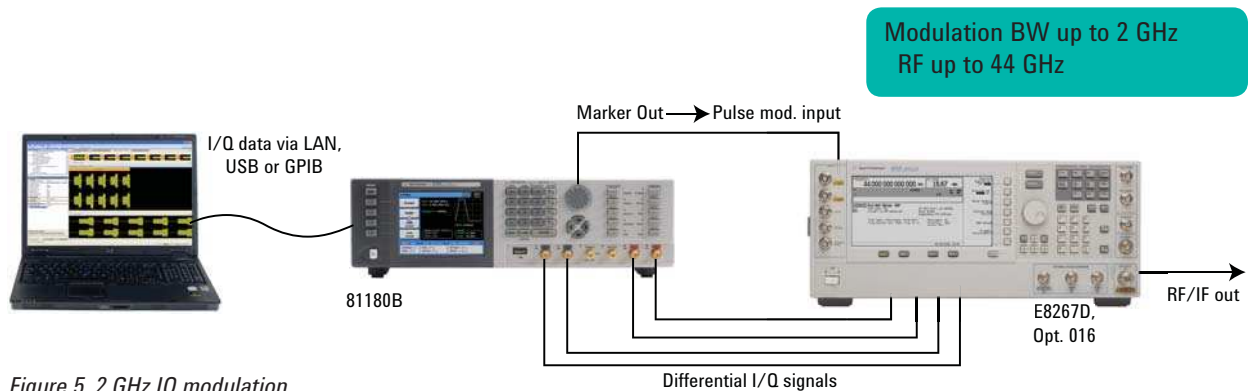 Modulation BW up to 2 GHz
RF up to 44 GHz
Marker Out
Pulse mod. input
I/Q data via LAN,
USB or GPIB
81180B
E8267D,
Opt. 016
RF/IF out
Differential I/Q signals
Figure 5. 2 GHz IQ modulation